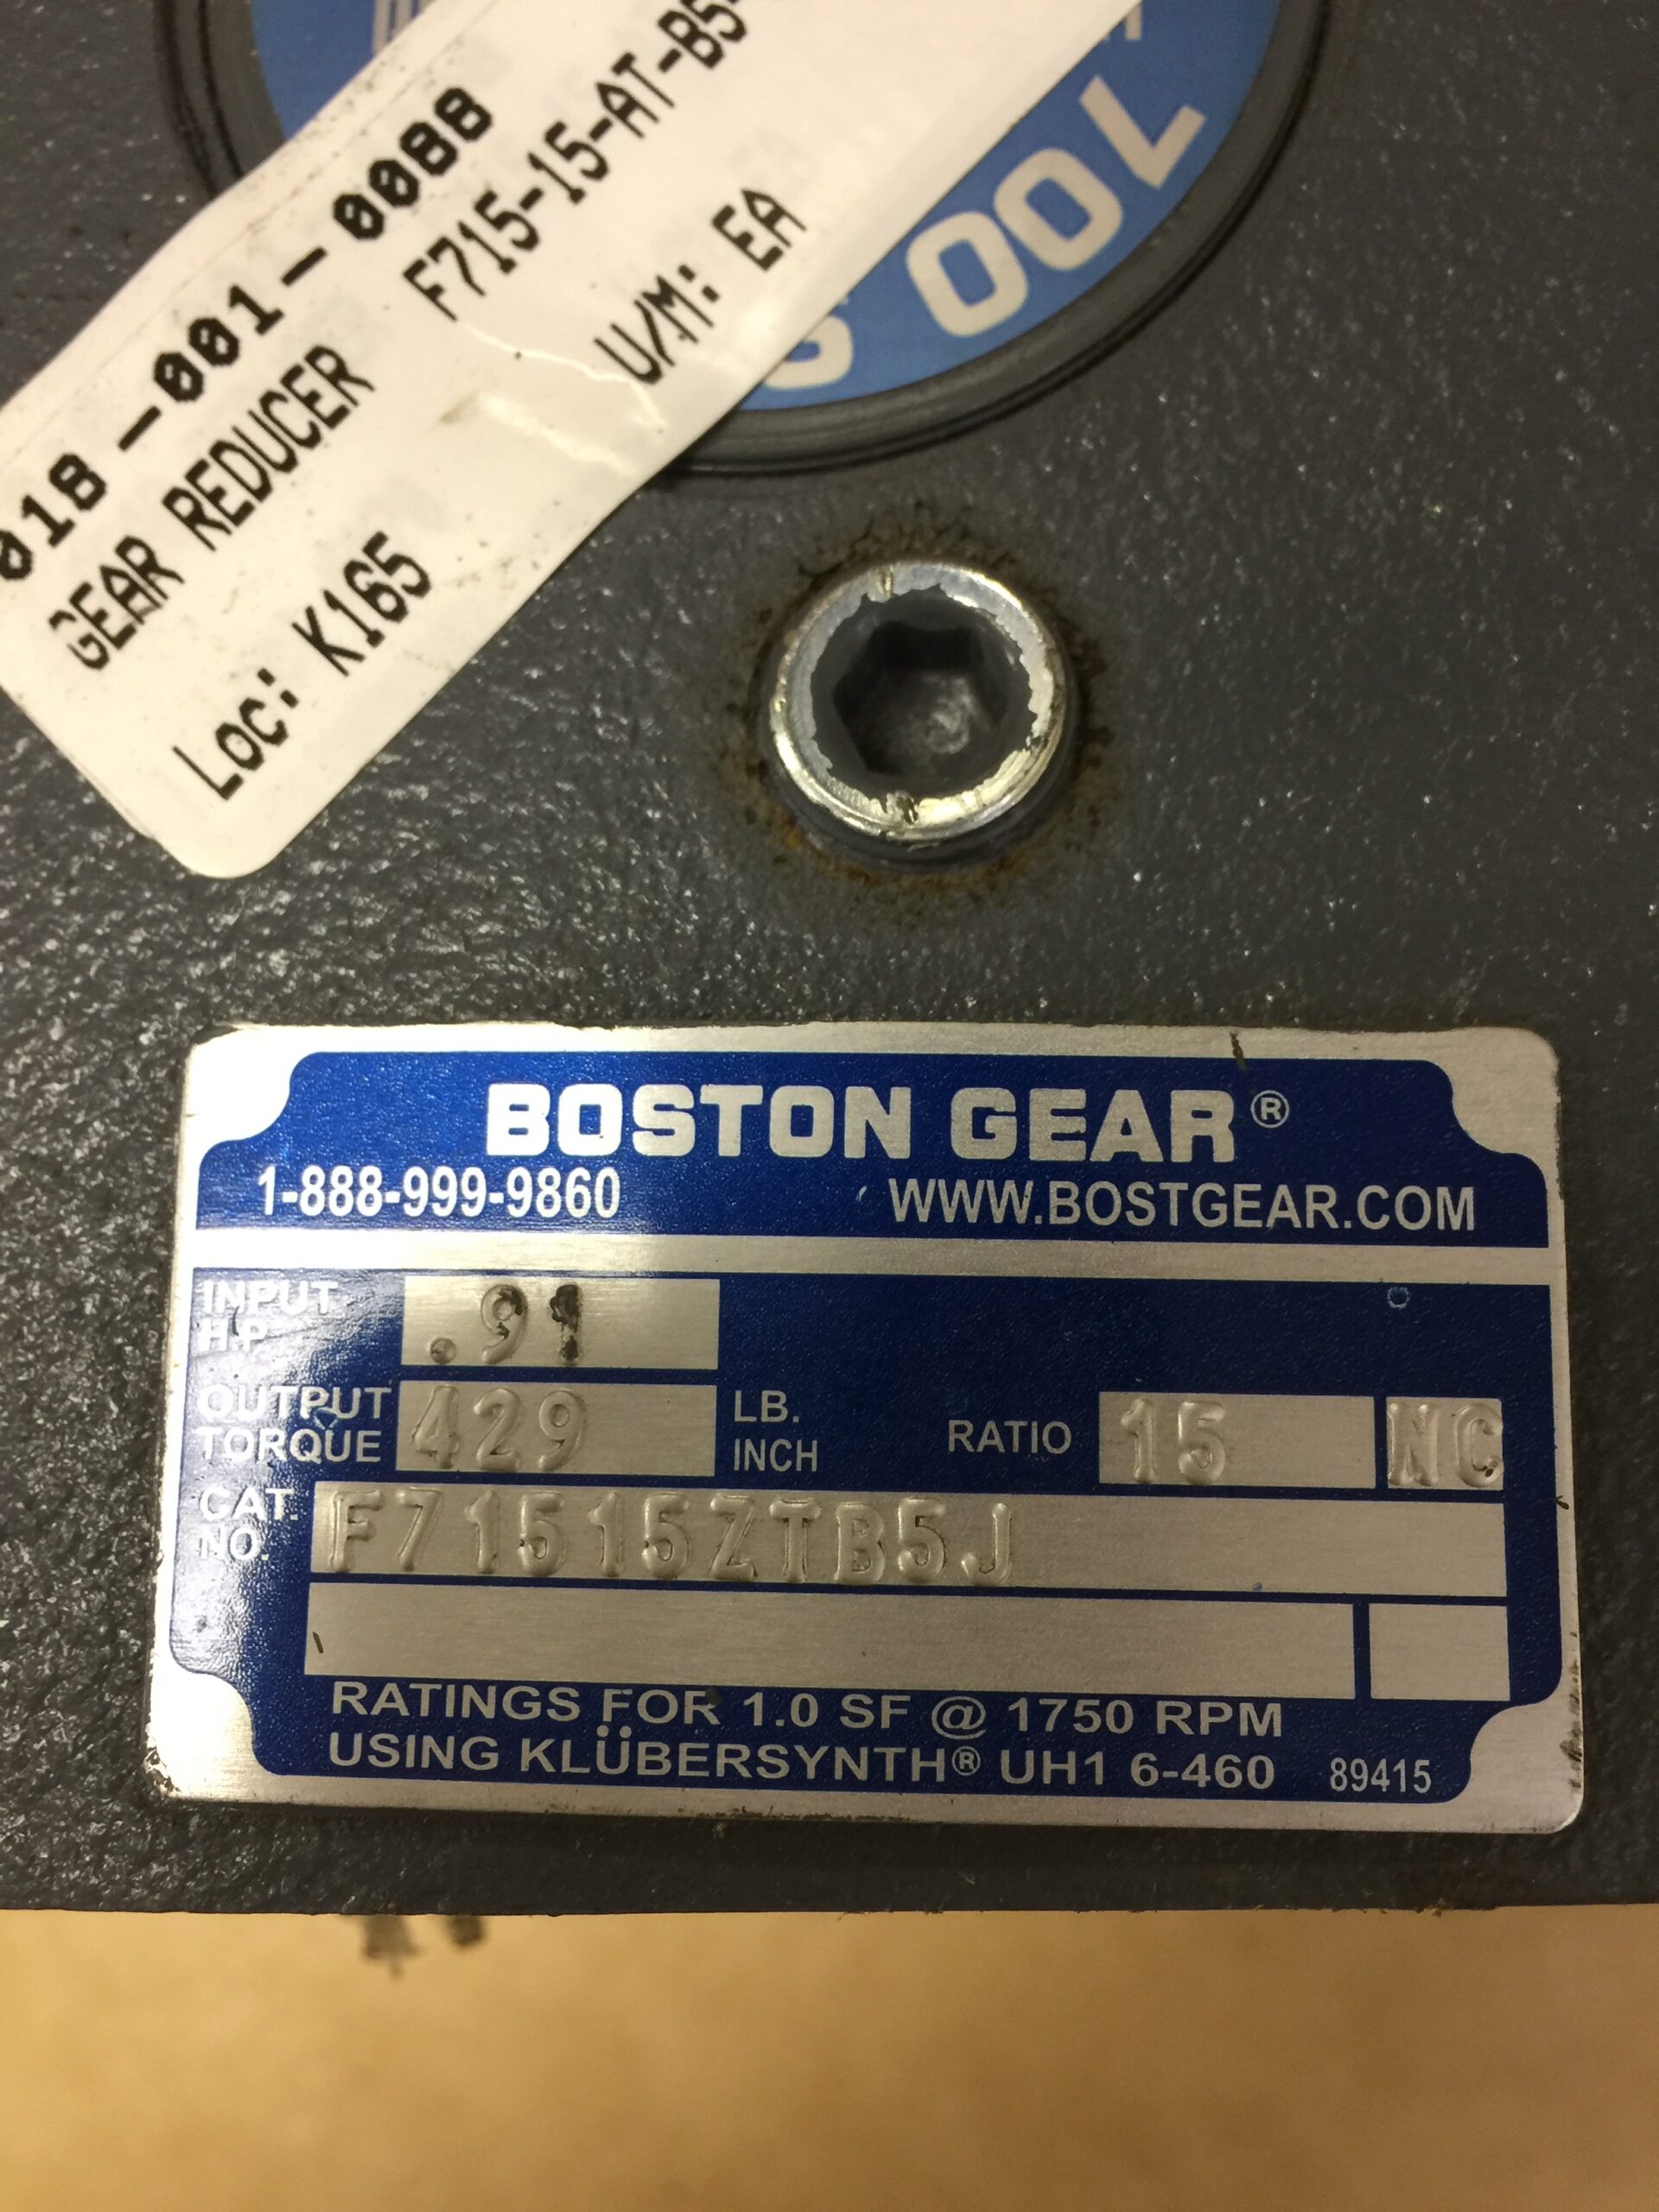 018-001-0088
GEAR REDUCER F715-15-AT-B5-
Loc: K165 U/M: EA
700 S
BOSTON GEAR®
1-888-999-9860 WWW.BOSTGEAR.COM
INPUT H.P. .91
OUTPUT TORQUE 429 LB. INCH RATIO 15 NC
CAT. NO. F71515ZTB5J
RATINGS FOR 1.0 SF @ 1750 RPM
USING KLÜBERSYNTH® UH1 6-460 89415